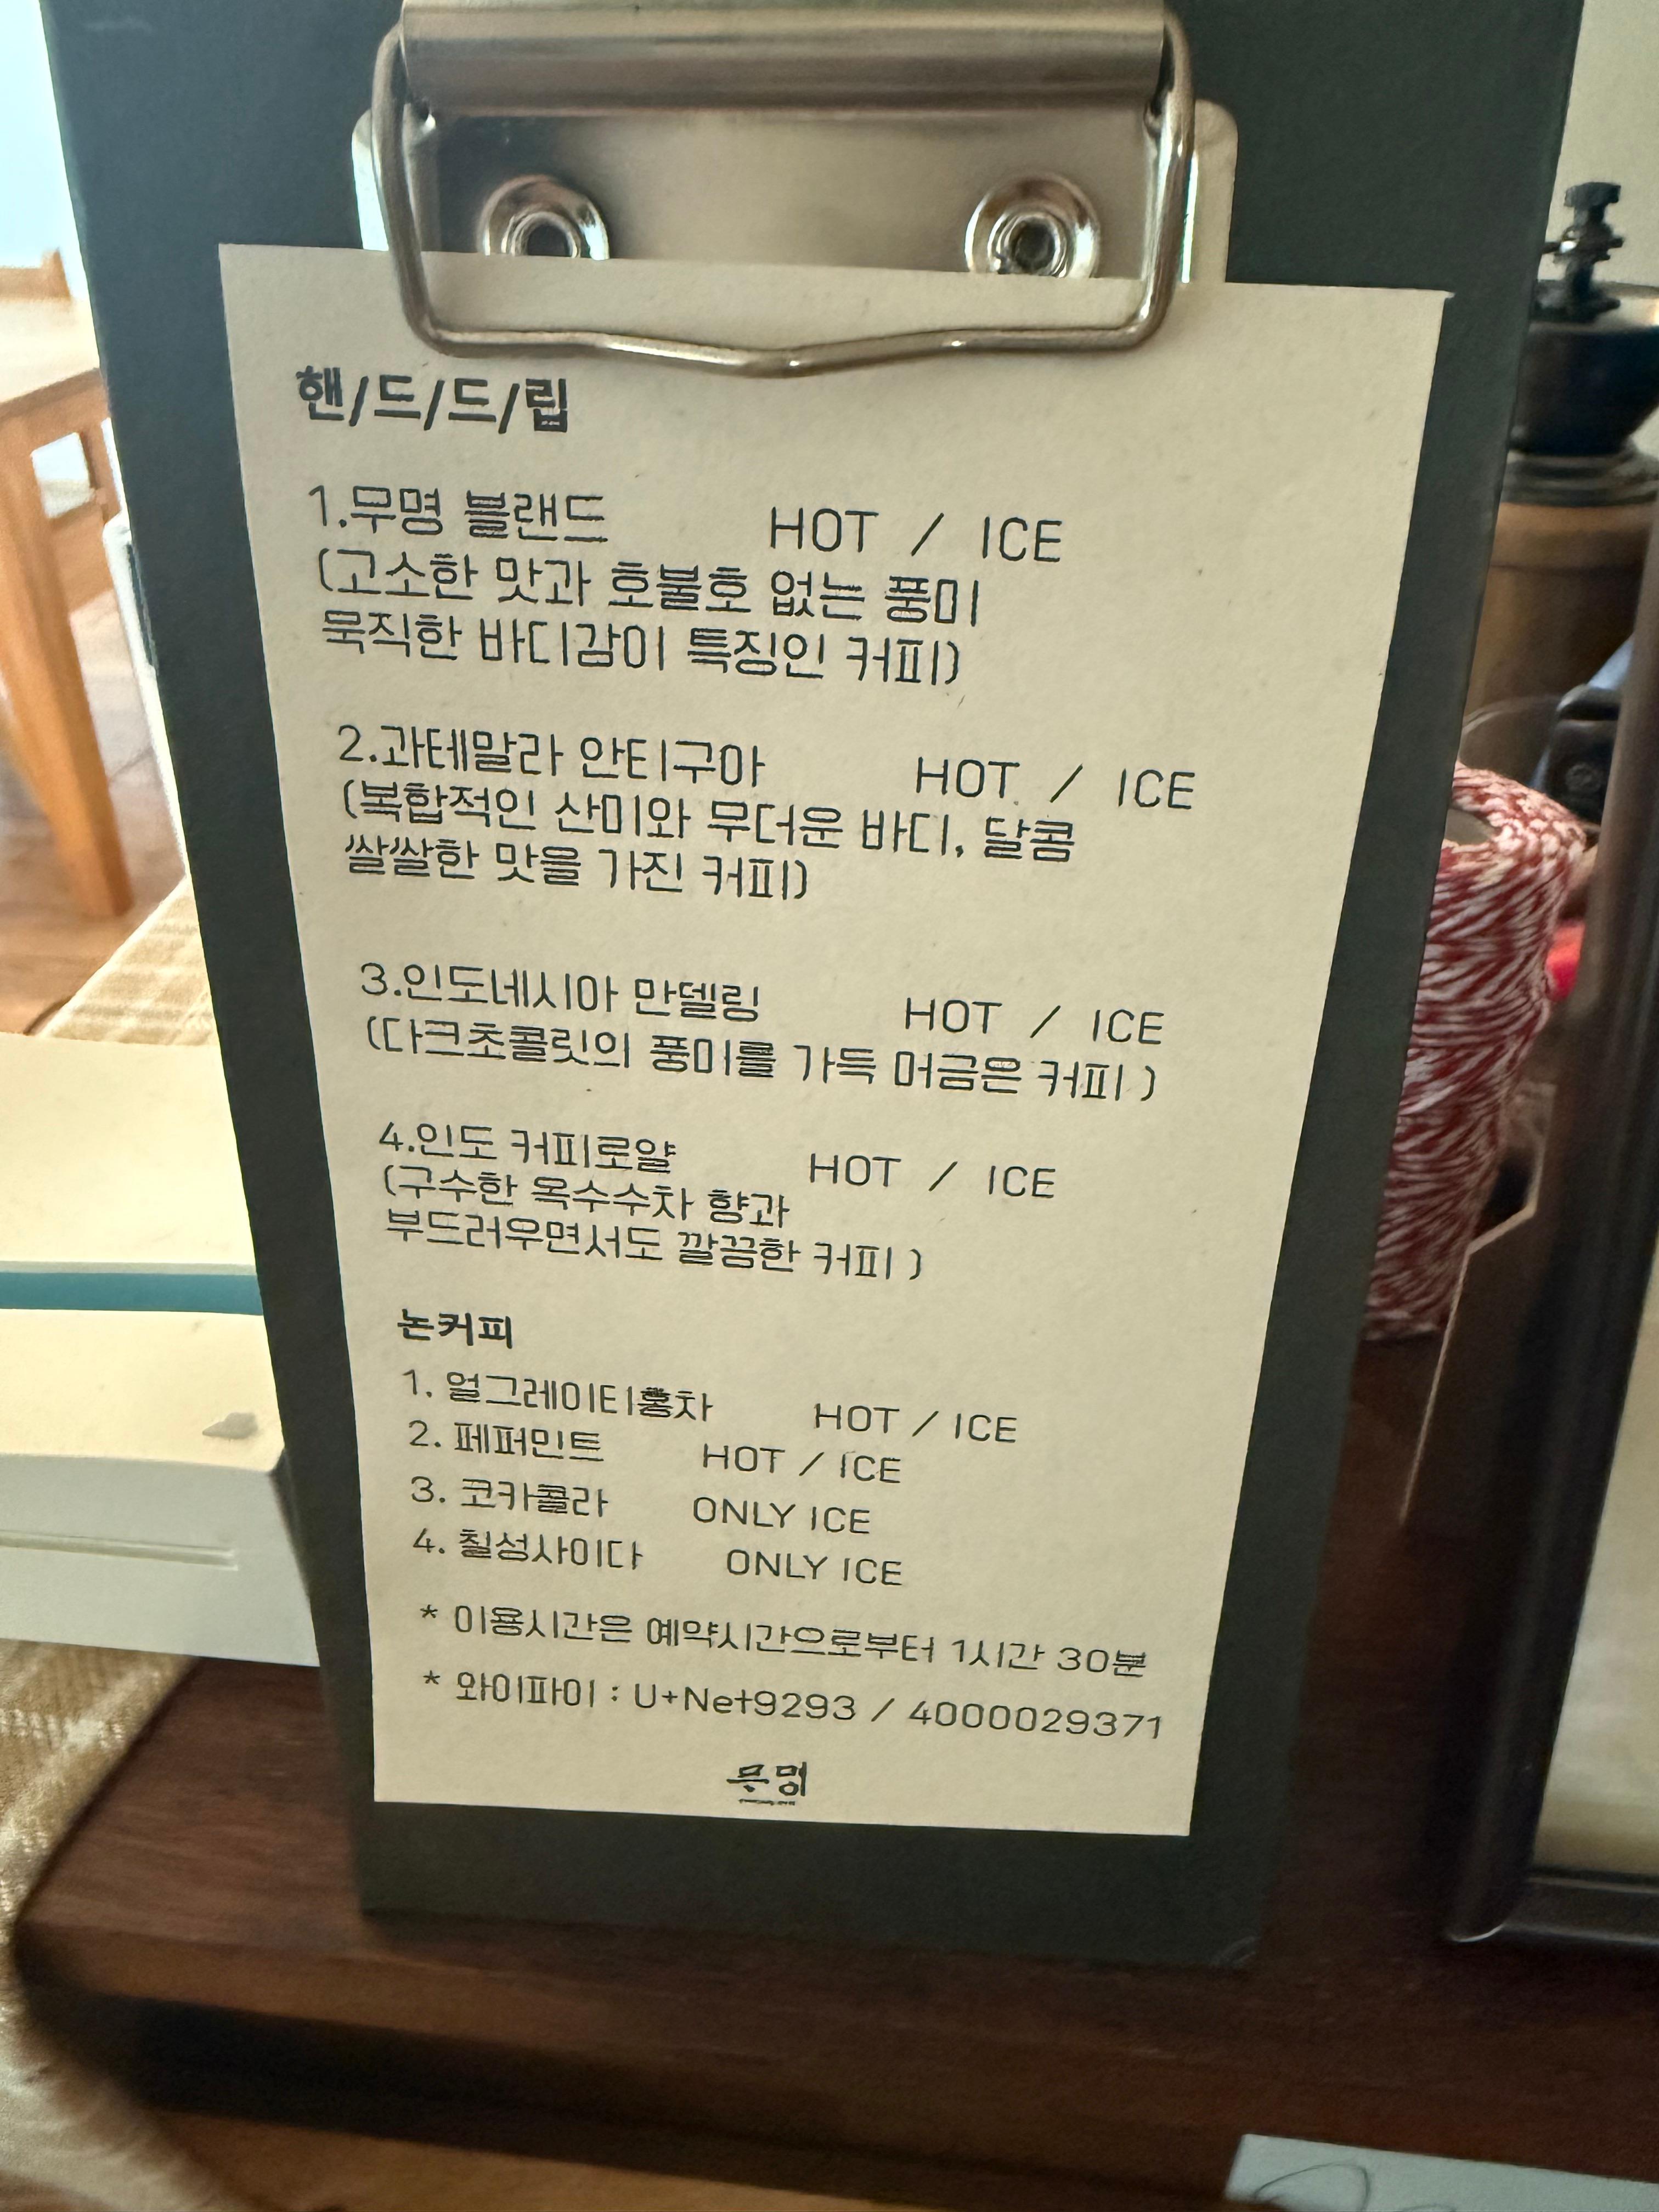 핸/드/드/립
1.무명 블랜드 HOT / ICE
(고소한 맛과 호불호 없는 풍미
묵직한 바디감이 특징인 커피)
2.과테말라 안티구아 HOT / ICE
(복합적인 산미와 무더운 바디, 달콤
쌀쌀한 맛을 가진 커피)
3.인도네시아 만델링 HOT / ICE
(다크초콜릿의 풍미를 가득 머금은 커피 )
4.인도 커피로얄 HOT / ICE
(구수한 옥수수차 향과
부드러우면서도 깔끔한 커피 )
논커피
1. 얼그레이티홍차 HOT / ICE
2. 페퍼민트 HOT / ICE
3. 코카콜라 ONLY ICE
4. 칠성사이다 ONLY ICE
* 이용시간은 예약시간으로부터 1시간 30분
* 와이파이 : U+Net9293 / 4000029371
무명